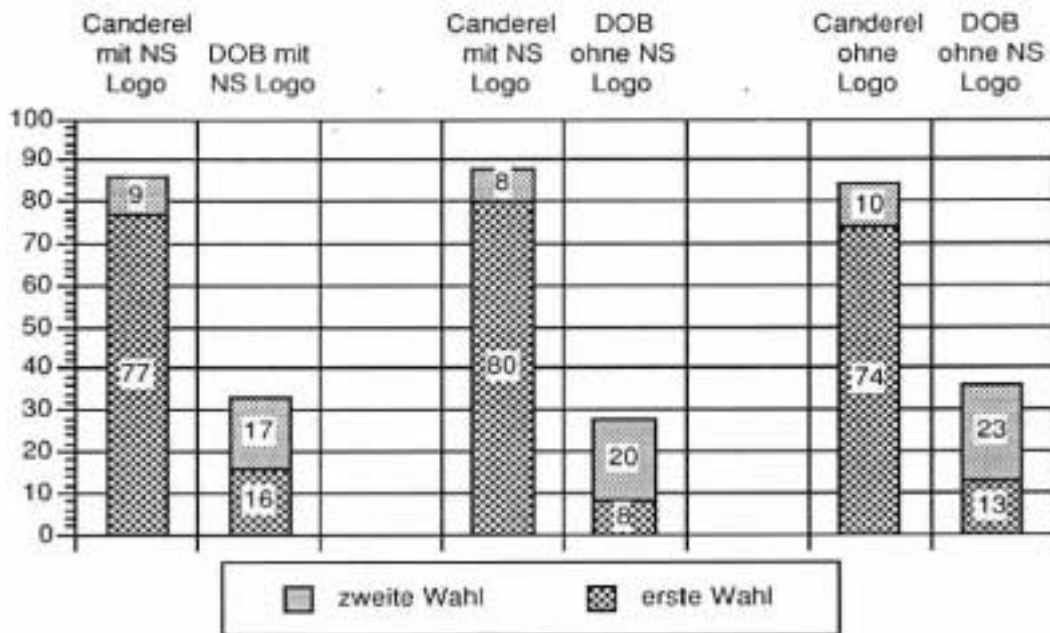 Canderel
mit NS
Logo
DOB mit
NS Logo
Canderel
mit NS
Logo
DOB
ohne NS
Logo
Canderel
ohne
Logo
DOB
ohne NS
Logo
100
90
80
70
60
50
40
30
20
10
0
9
77
17
16
8
80
20
8
10
74
23
13
zweite Wahl
erste Wahl